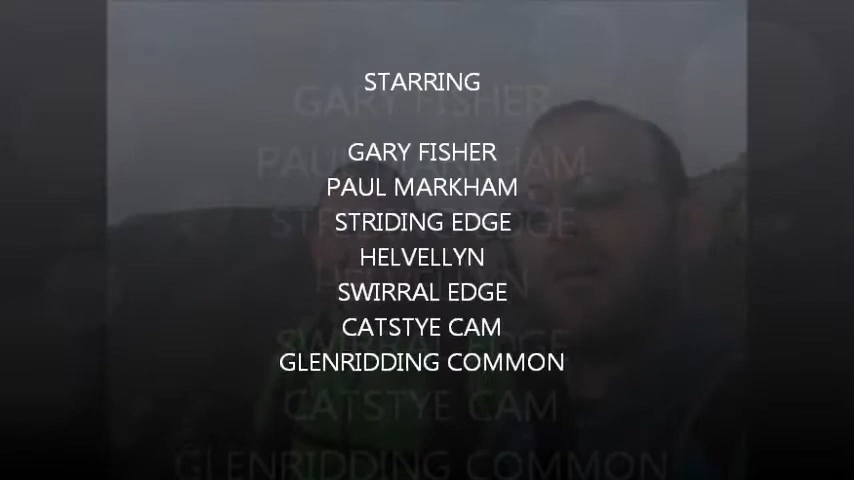 STARRING
GARY FISHER
PAUL MARKHAM
STRIDING EDGE
HELVELLYN
SWIRRAL EDGE
CATSTYE CAM
GLENRIDDING COMMON